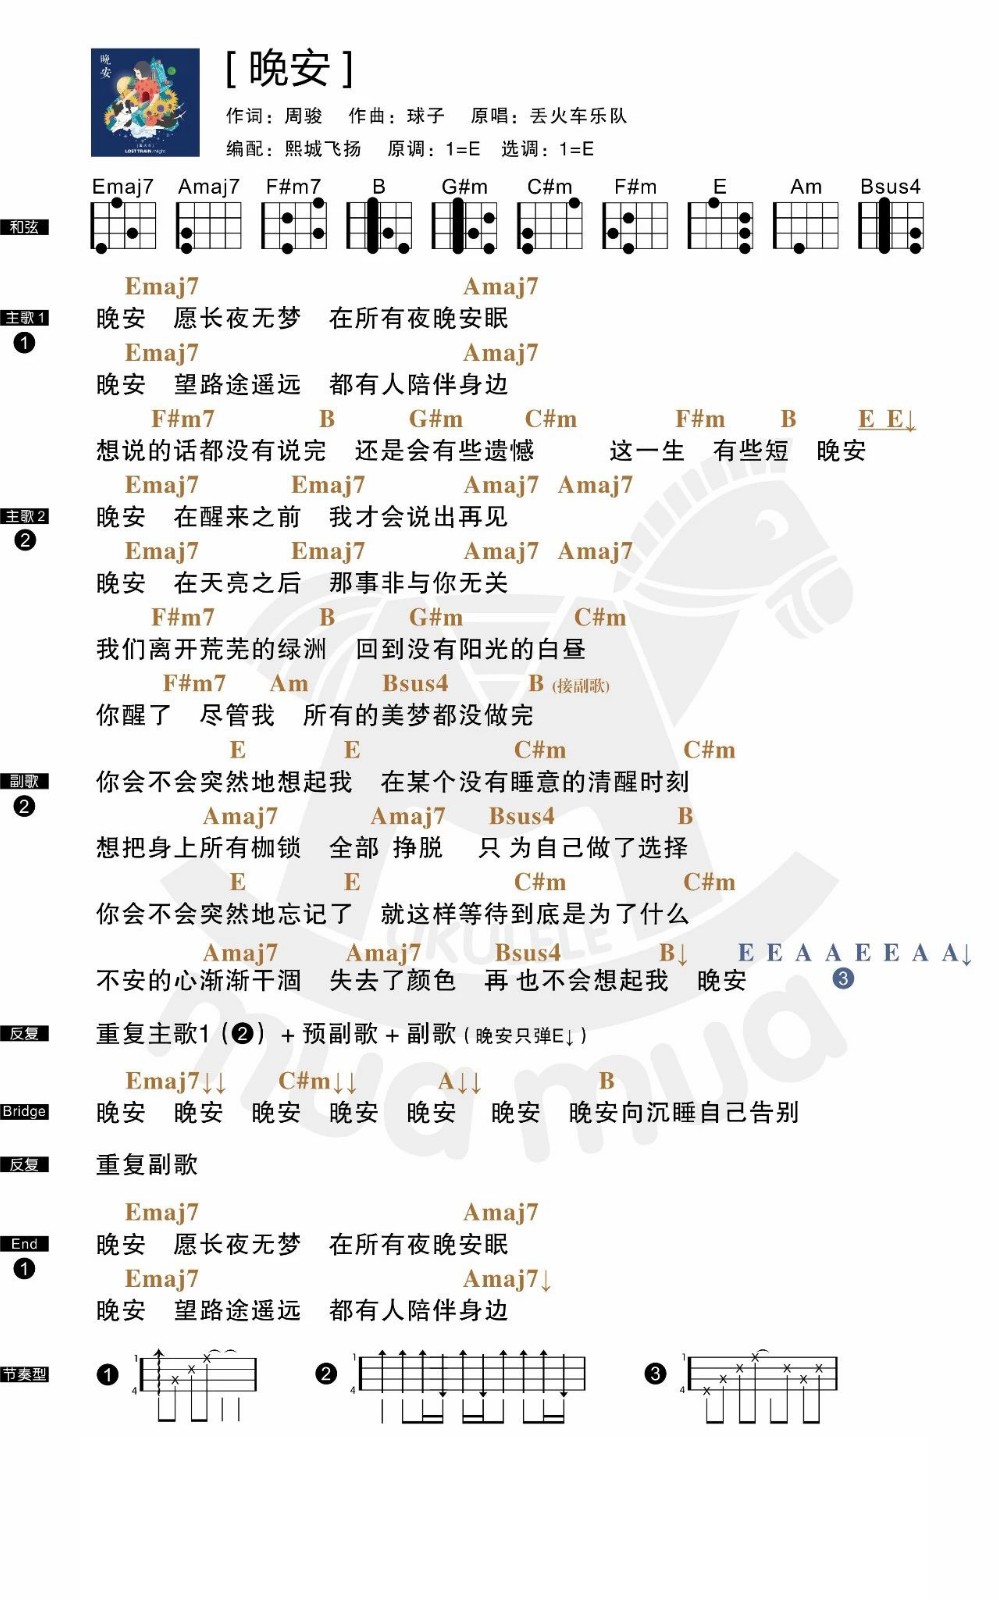 晚安
LOST TRAIN
[ 晚安 ]
作词：周骏 作曲：球子 原唱：丢火车乐队
编配：熙城飞扬 原调：1=E 选调：1=E
Emaj7 Amaj7 F#m7 B G#m C#m F#m E Am Bsus4
和弦
Emaj7 Amaj7
主歌1 晚安 愿长夜无梦 在所有夜晚安眠
❶
Emaj7 Amaj7
晚安 望路途遥远 都有人陪伴身边
F#m7 B G#m C#m F#m B E E↓
想说的话都没有说完 还是会有些遗憾 这一生 有些短 晚安
Emaj7 Emaj7 Amaj7 Amaj7
主歌2 晚安 在醒来之前 我才会说出再见
❷
Emaj7 Emaj7 Amaj7 Amaj7
晚安 在天亮之后 那事非与你无关
F#m7 B G#m C#m
我们离开荒芜的绿洲 回到没有阳光的白昼
F#m7 Am Bsus4 B (接副歌)
你醒了 尽管我 所有的美梦都没做完
E E C#m C#m
副歌 你会不会突然地想起我 在某个没有睡意的清醒时刻
❷
Amaj7 Amaj7 Bsus4 B
想把身上所有枷锁 全部 挣脱 只 为自己做了选择
E E C#m C#m
你会不会突然地忘记了 就这样等待到底是为了什么
UKULELE
Amaj7 Amaj7 Bsus4 B↓ E E A A E E A A↓
不安的心渐渐干涸 失去了颜色 再 也不会想起我 晚安 ❸
mua mua
反复 重复主歌1（❷）+ 预副歌 + 副歌 ( 晚安只弹E↓ )
Emaj7↓↓ C#m↓↓ A↓↓ B
Bridge 晚安 晚安 晚安 晚安 晚安 晚安 晚安向沉睡自己告别
反复 重复副歌
Emaj7 Amaj7
End 晚安 愿长夜无梦 在所有夜晚安眠
❶
Emaj7 Amaj7↓
晚安 望路途遥远 都有人陪伴身边
节奏型 ❶ 1 4 ❷ 1 4 ❸ 1 4